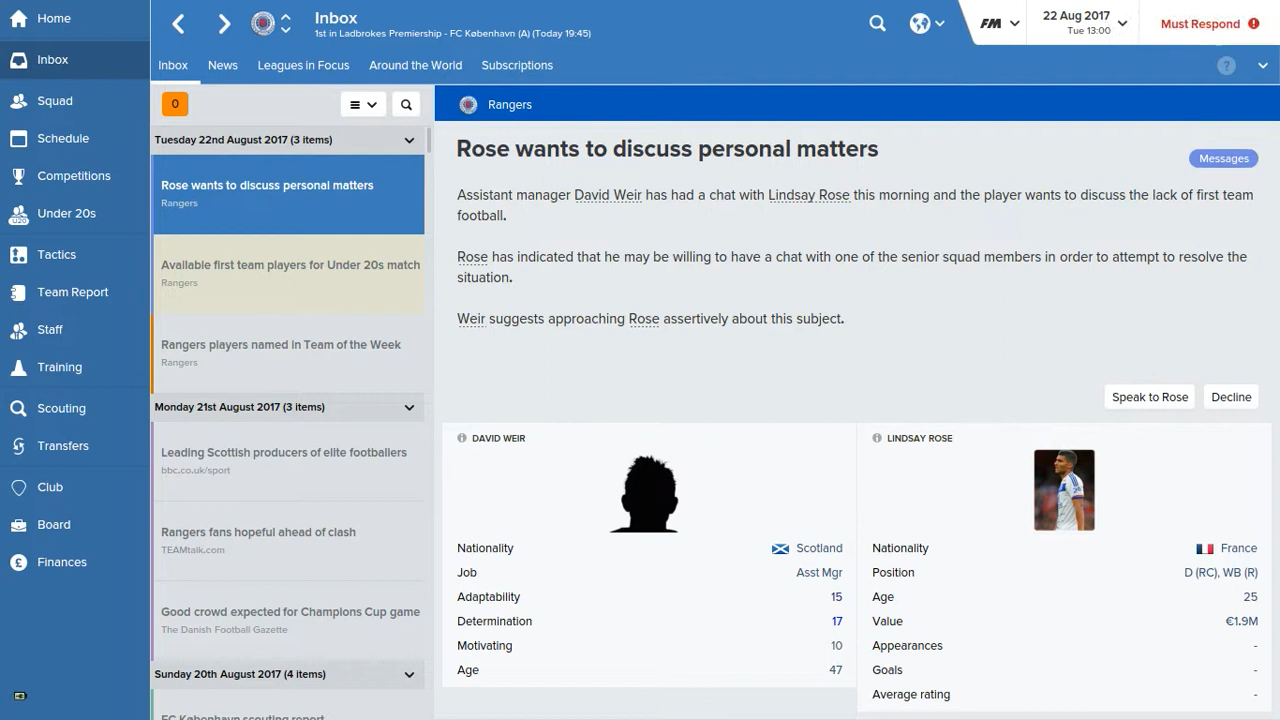 Home
Inbox
Squad
Schedule
Competitions
Under 20s
Tactics
Team Report
Staff
Training
Scouting
Transfers
Club
Board
Finances
Inbox
1st in Ladbrokes Premiership - FC København (A) (Today 19:45)
FM
22 Aug 2017
Tue 13:00
Must Respond
Inbox News Leagues in Focus Around the World Subscriptions
?
0
Tuesday 22nd August 2017 (3 items)
Rose wants to discuss personal matters
Rangers
Available first team players for Under 20s match
Rangers
Rangers players named in Team of the Week
Rangers
Monday 21st August 2017 (3 items)
Leading Scottish producers of elite footballers
bbc.co.uk/sport
Rangers fans hopeful ahead of clash
TEAMtalk.com
Good crowd expected for Champions Cup game
The Danish Football Gazette
Sunday 20th August 2017 (4 items)
FC København scouting report
Rangers
Rose wants to discuss personal matters
Messages
Assistant manager David Weir has had a chat with Lindsay Rose this morning and the player wants to discuss the lack of first team
football.
Rose has indicated that he may be willing to have a chat with one of the senior squad members in order to attempt to resolve the
situation.
Weir suggests approaching Rose assertively about this subject.
Speak to Rose Decline
DAVID WEIR
Nationality Scotland
Job Asst Mgr
Adaptability 15
Determination 17
Motivating 10
Age 47
LINDSAY ROSE
Nationality France
Position D (RC), WB (R)
Age 25
Value €1.9M
Appearances -
Goals -
Average rating -